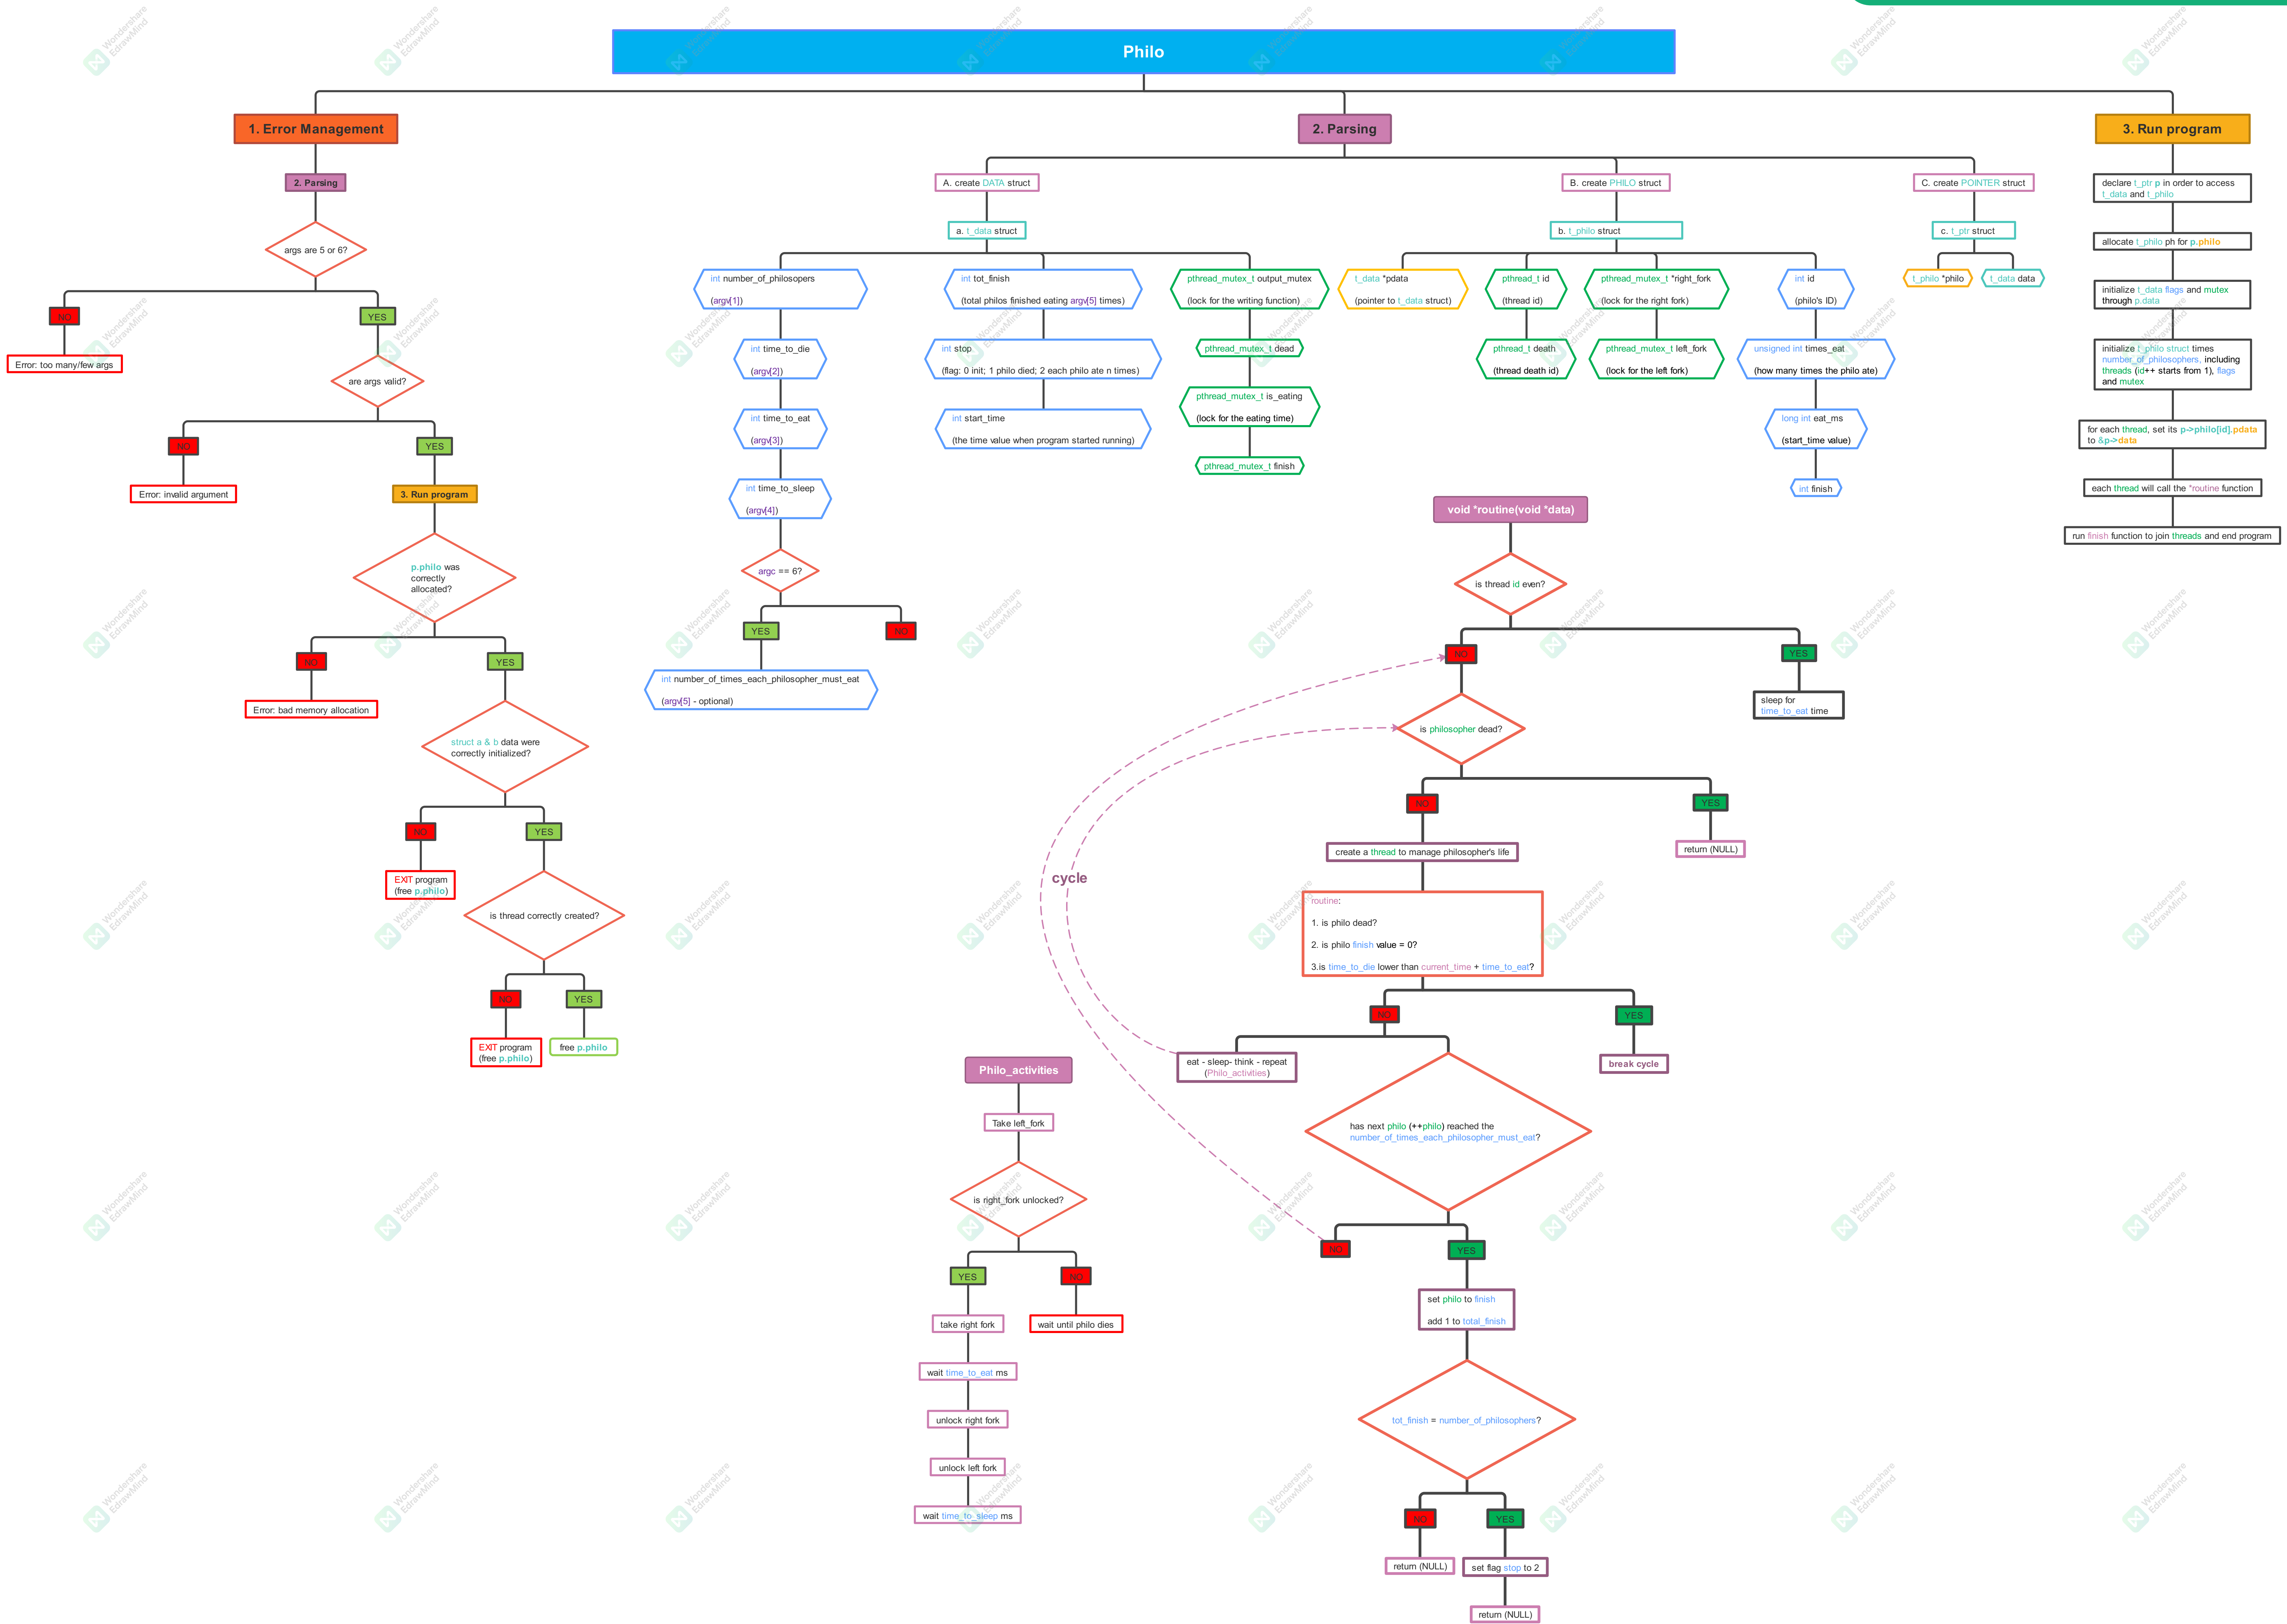 Philo
1. Error Management
2. Parsing
args are 5 or 6?
NO
YES
Error: too many/few args
are args valid?
NO
YES
Error: invalid argument
3. Run program
p.philo was
correctly
allocated?
NO
YES
Error: bad memory allocation
struct a & b data were
correctly initialized?
NO
YES
EXIT program
(free p.philo)
is thread correctly created?
NO
YES
EXIT program
(free p.philo)
free p.philo
2. Parsing
A. create DATA struct
a. t_data struct
int number_of_philosopers
(argv[1])
int time_to_die
(argv[2])
int time_to_eat
(argv[3])
int time_to_sleep
(argv[4])
argc == 6?
YES
NO
int number_of_times_each_philosopher_must_eat
(argv[5] - optional)
int tot_finish
(total philos finished eating argv[5] times)
int stop
(flag: 0 init; 1 philo died; 2 each philo ate n times)
int start_time
(the time value when program started running)
pthread_mutex_t output_mutex
(lock for the writing function)
pthread_mutex_t dead
pthread_mutex_t is_eating
(lock for the eating time)
pthread_mutex_t finish
B. create PHILO struct
b. t_philo struct
t_data *pdata
(pointer to t_data struct)
pthread_t id
(thread id)
pthread_t death
(thread death id)
pthread_mutex_t *right_fork
(lock for the right fork)
pthread_mutex_t left_fork
(lock for the left fork)
int id
(philo's ID)
unsigned int times_eat
(how many times the philo ate)
long int eat_ms
(start_time value)
int finish
C. create POINTER struct
c. t_ptr struct
t_philo *philo
t_data data
3. Run program
declare t_ptr p in order to access
t_data and t_philo
allocate t_philo ph for p.philo
initialize t_data flags and mutex
through p.data
initialize t_philo struct times
number_of_philosophers, including
threads (id++ starts from 1), flags
and mutex
for each thread, set its p->philo[id].pdata
to &p->data
each thread will call the *routine function
run finish function to join threads and end program
void *routine(void *data)
is thread id even?
NO
YES
sleep for
time_to_eat time
is philosopher dead?
NO
YES
return (NULL)
create a thread to manage philosopher's life
cycle
routine:
1. is philo dead?
2. is philo finish value = 0?
3.is time_to_die lower than current_time + time_to_eat?
NO
YES
break cycle
eat - sleep- think - repeat
(Philo_activities)
has next philo (++philo) reached the
number_of_times_each_philosopher_must_eat?
NO
YES
set philo to finish
add 1 to total_finish
tot_finish = number_of_philosophers?
NO
YES
return (NULL)
set flag stop to 2
return (NULL)
Philo_activities
Take left_fork
is right_fork unlocked?
YES
NO
take right fork
wait until philo dies
wait time_to_eat ms
unlock right fork
unlock left fork
wait time_to_sleep ms
Wondershare
EdrawMind